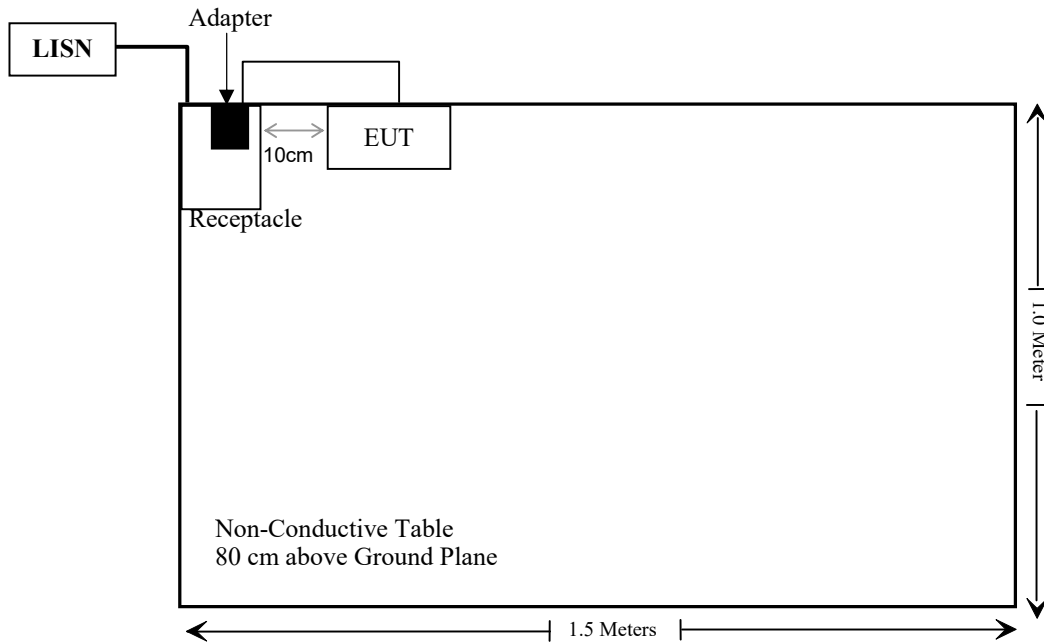 Adapter
LISN
EUT
10cm
Receptacle
1.0 Meter
Non-Conductive Table
80 cm above Ground Plane
1.5 Meters